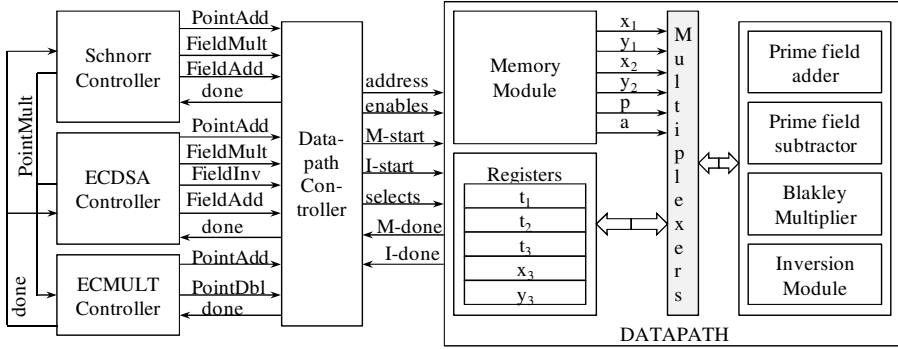 Schnorr
Controller
PointAdd
FieldMult
FieldAdd
done
PointMult
ECDSA
Controller
PointAdd
FieldMult
FieldInv
FieldAdd
done
ECMULT
Controller
PointAdd
PointDbl
done
done
Data-
path
Con-
troller
address
enables
M-start
I-start
selects
M-done
I-done
Memory
Module
x₁
y₁
x₂
y₂
p
a
Registers
t₁
t₂
t₃
x₃
y₃
Multiplexers
Prime field
adder
Prime field
subtractor
Blakley
Multiplier
Inversion
Module
DATAPATH